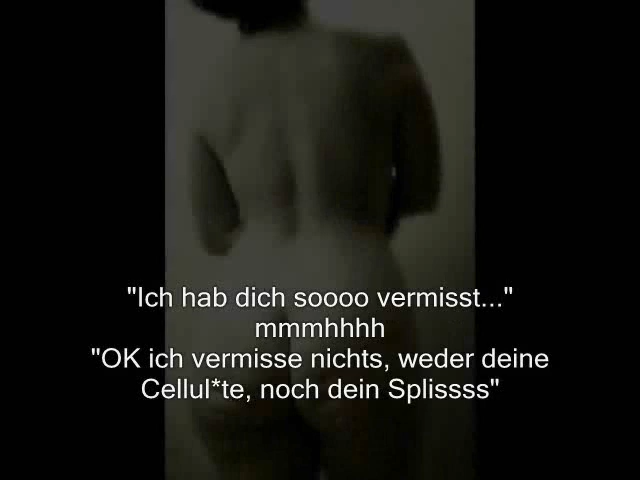 "Ich hab dich soooo vermisst..."
mmmhhhh
"OK ich vermisse nichts, weder deine
Cellul*te, noch dein Splissss"